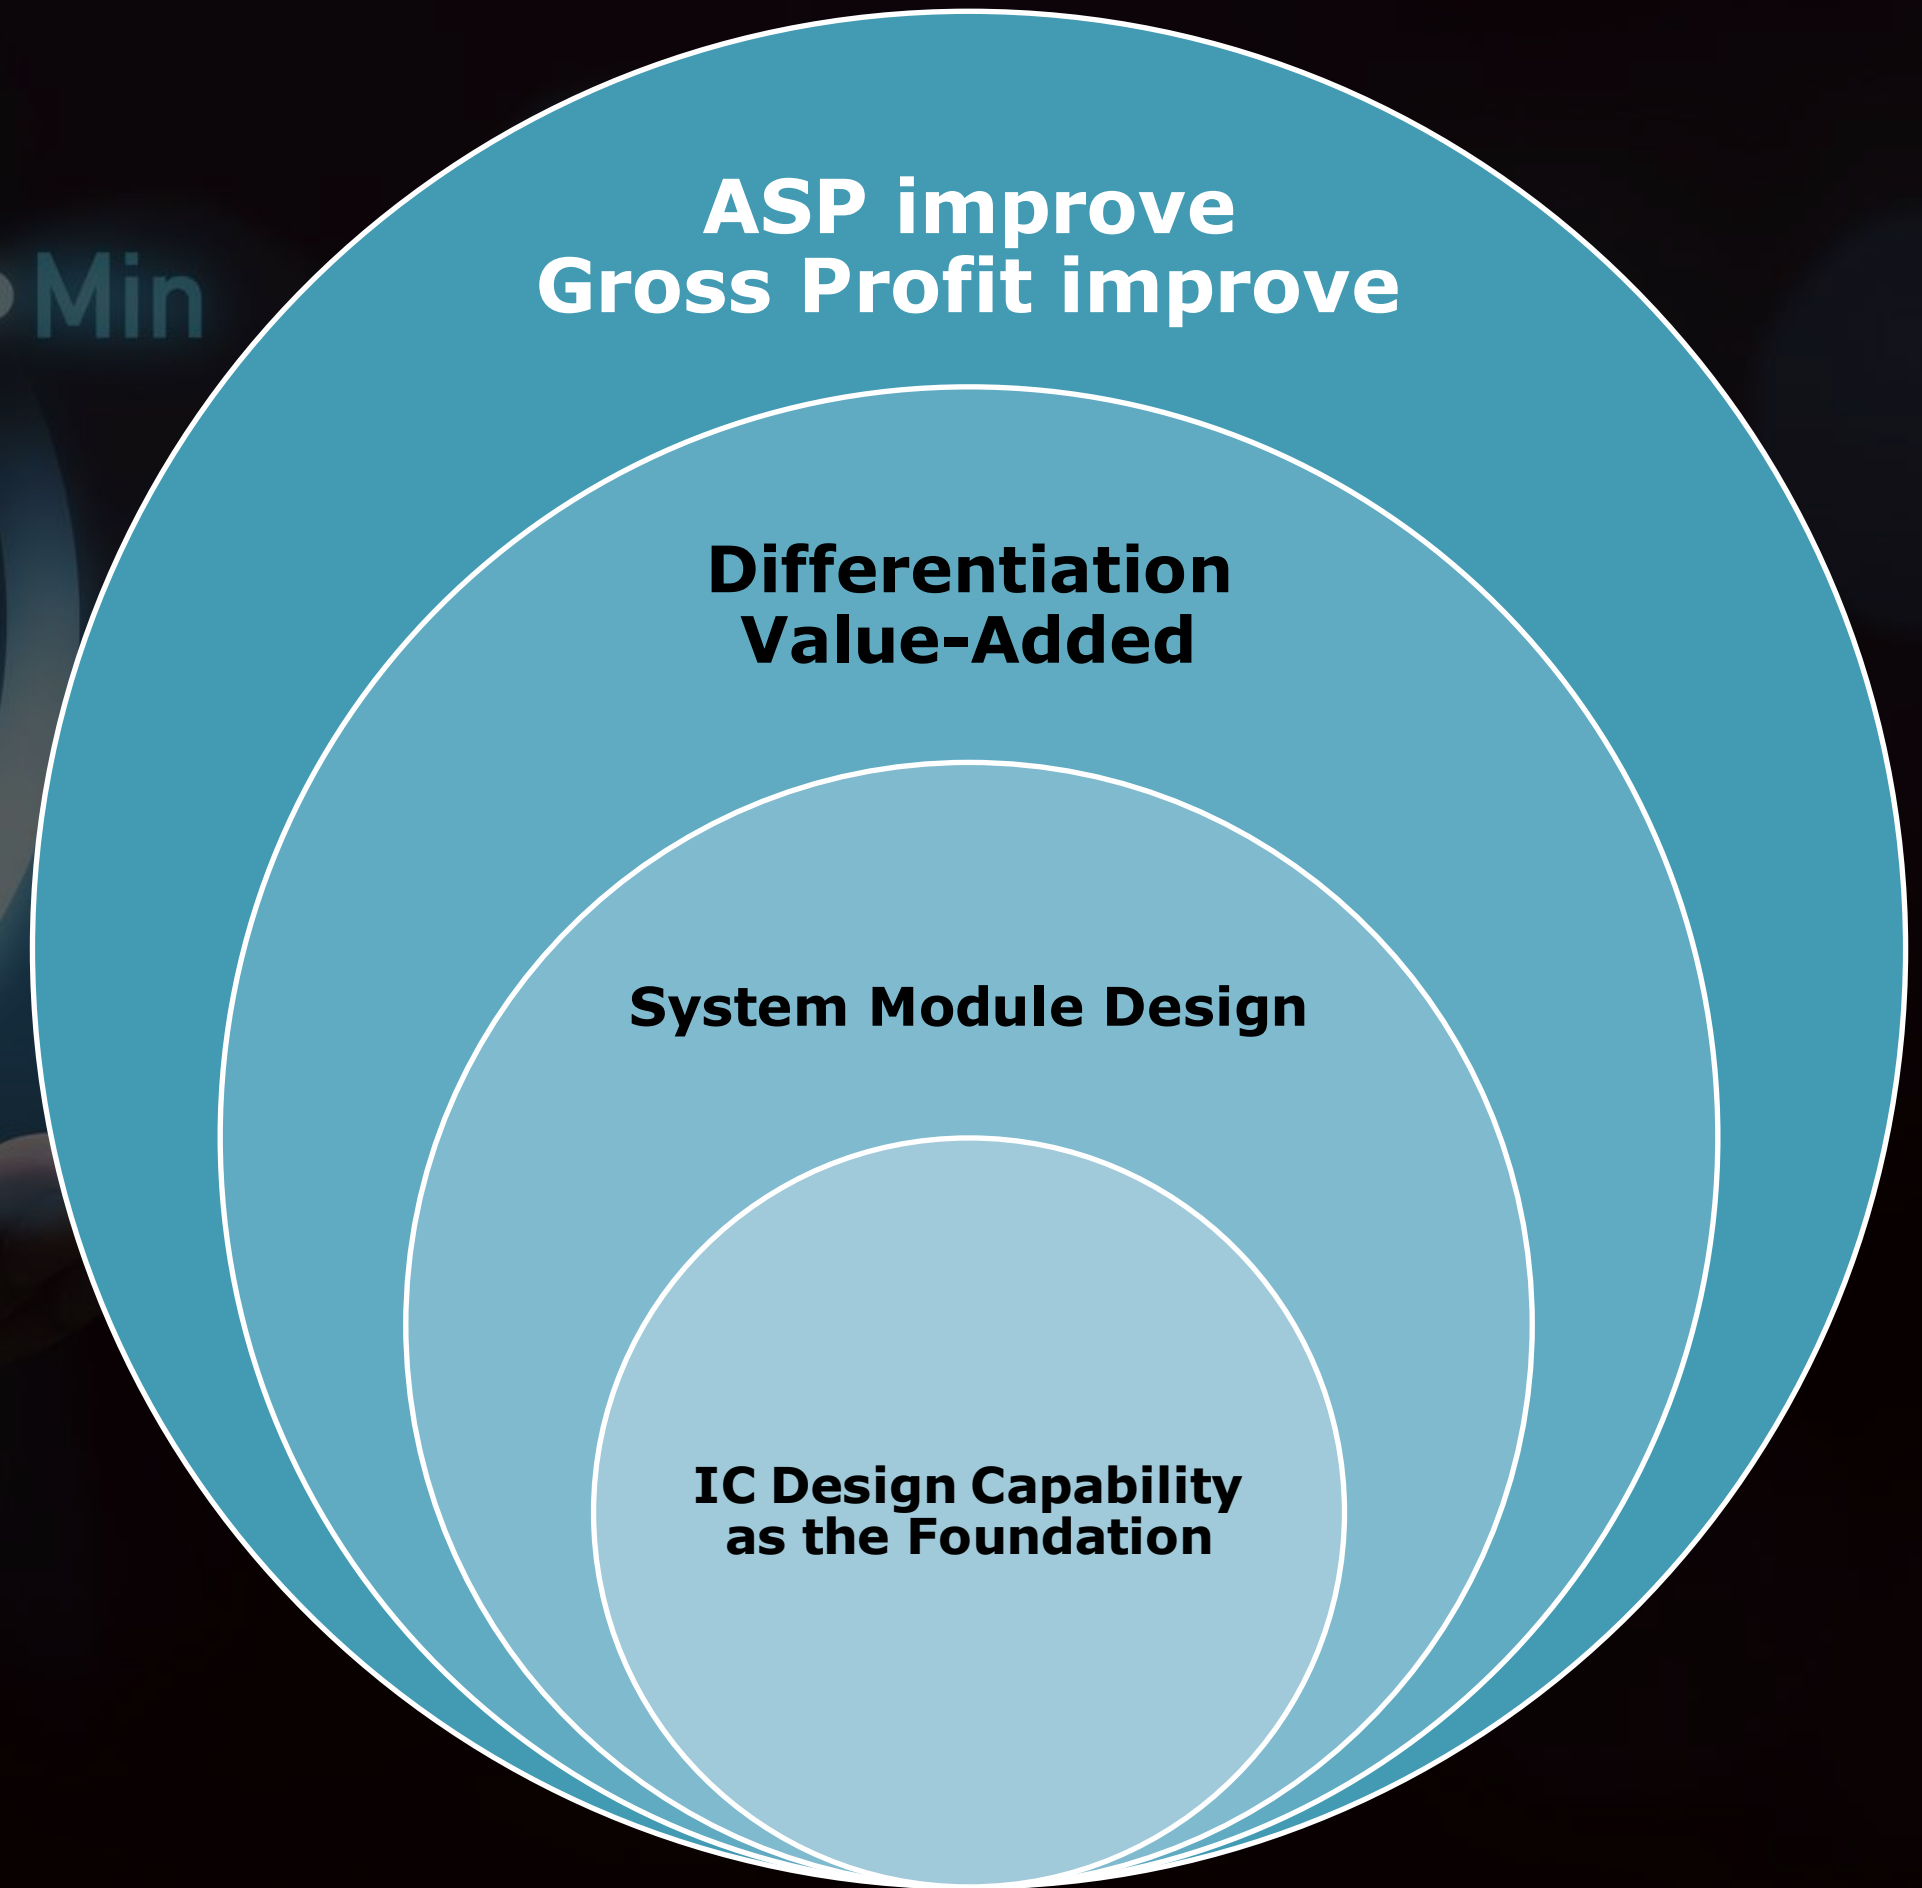 Min
ASP improve
Gross Profit improve
Differentiation
Value-Added
System Module Design
IC Design Capability
as the Foundation